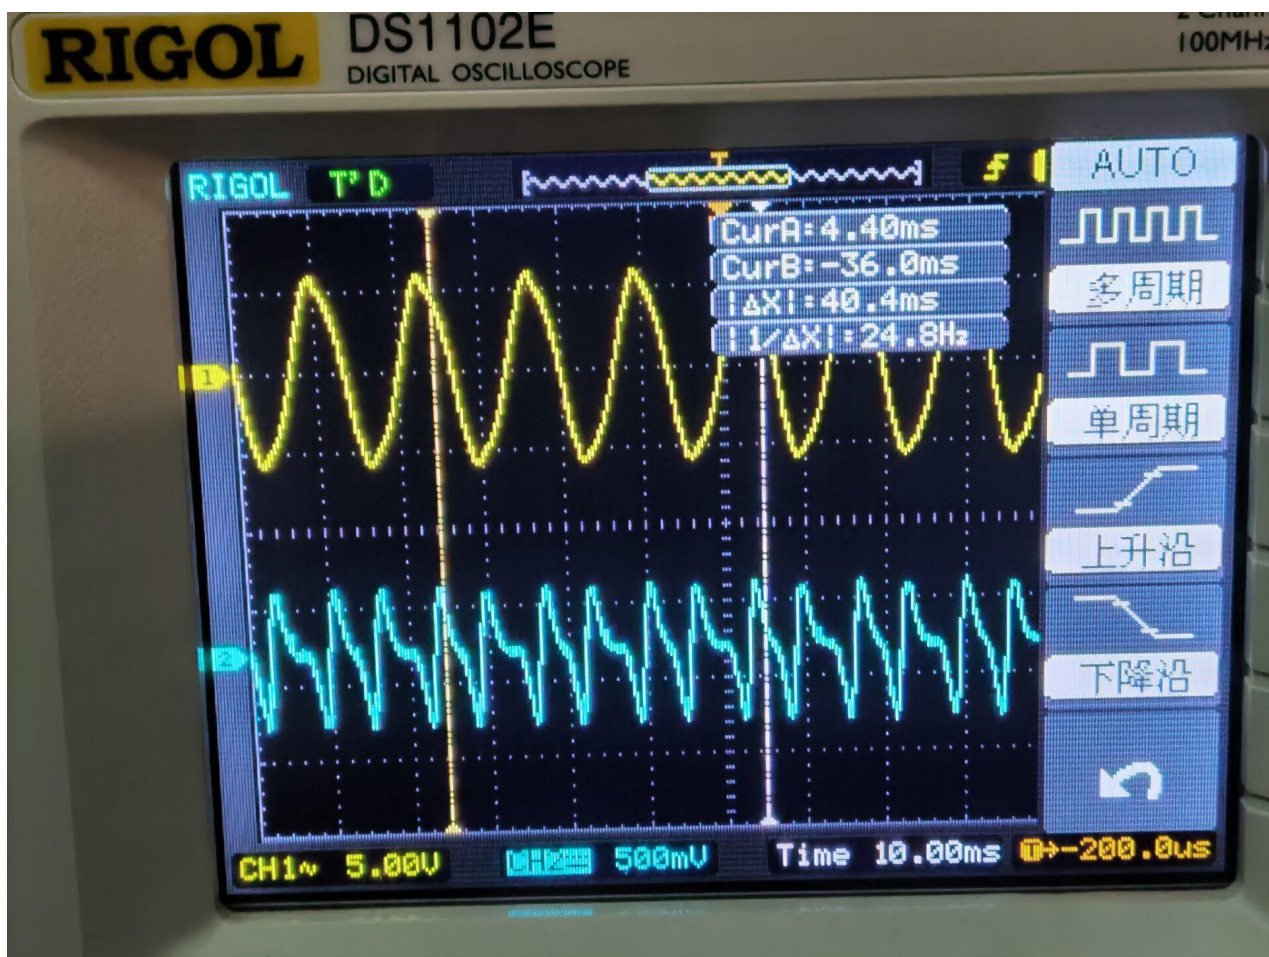 RIGOL
DS1102E
DIGITAL OSCILLOSCOPE
100MHz
RIGOL T'D
T
AUTO
CurA:4.40ms
CurB:-36.0ms
|ΔX|:40.4ms
|1/ΔX|:24.8Hz
多周期
1
单周期
上升沿
2
下降沿
CH1~ 5.00V CH2 500mV Time 10.00ms T→-200.0us